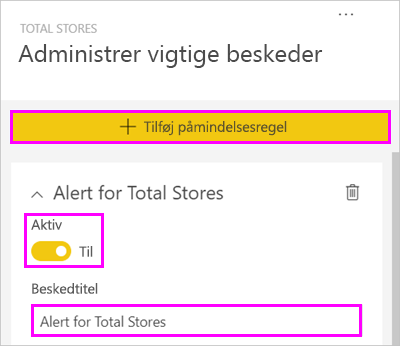 TOTAL STORES
Administrer vigtige beskeder
Tilføj påmindelsesregel
Alert for Total Stores
Aktiv
Til
Beskedtitel
Alert for Total Stores